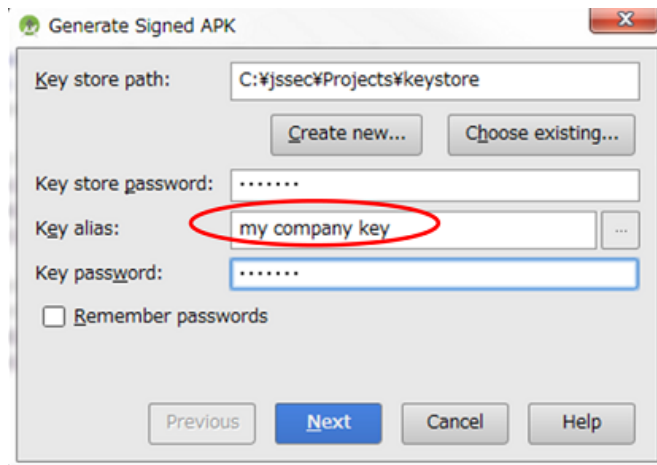 Generate Signed APK
Key store path: C:¥jssec¥Projects¥keystore
Create new... Choose existing...
Key store password: •••••••
Key alias: my company key ...
Key password: •••••••
Remember passwords
Previous Next Cancel Help